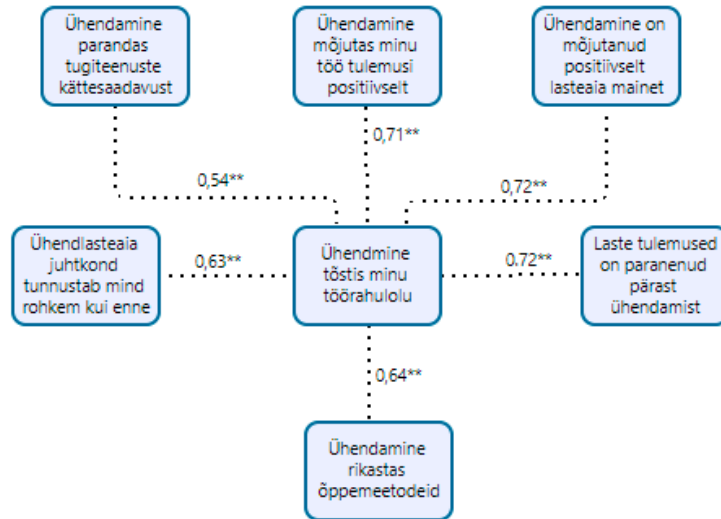 Ühendamine
parandas
tugiteenuste
kättesaadavust
Ühendamine
mõjutas minu
töö tulemusi
positiivselt
Ühendamine on
mõjutanud
positiivselt
lasteaia mainet
0,71**
0,54**
0,72**
Ühendlasteaia
juhtkond
tunnustab mind
rohkem kui enne
0,63**
Ühendmine
tõstis minu
töörahulolu
0.72**
Laste tulemused
on paranenud
pärast
ühendamist
0,64**
Ühendamine
rikastas
õppemeetodeid